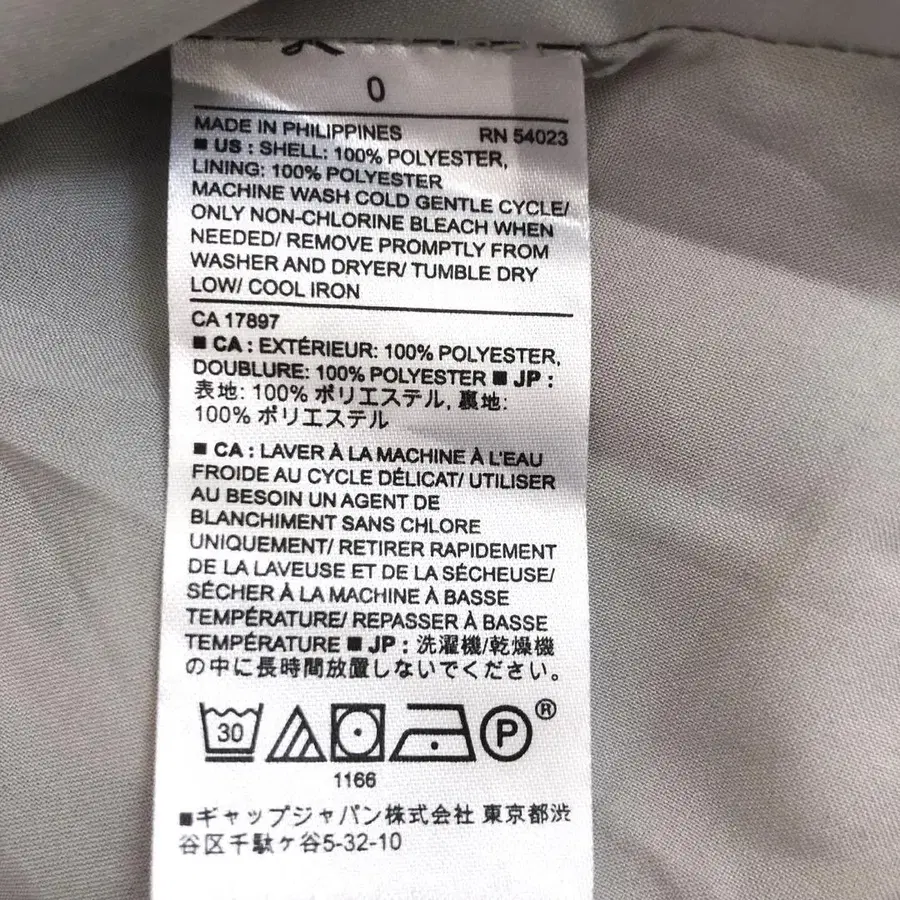 0
MADE IN PHILIPPINES RN 54023
■ US : SHELL: 100% POLYESTER,
LINING: 100% POLYESTER
MACHINE WASH COLD GENTLE CYCLE/
ONLY NON-CHLORINE BLEACH WHEN
NEEDED/ REMOVE PROMPTLY FROM
WASHER AND DRYER/ TUMBLE DRY
LOW/ COOL IRON
CA 17897
■ CA : EXTÉRIEUR: 100% POLYESTER,
DOUBLURE: 100% POLYESTER ■ JP :
表地: 100% ポリエステル, 裏地:
100% ポリエステル
■ CA : LAVER À LA MACHINE À L'EAU
FROIDE AU CYCLE DÉLICAT/ UTILISER
AU BESOIN UN AGENT DE
BLANCHIMENT SANS CHLORE
UNIQUEMENT/ RETIRER RAPIDEMENT
DE LA LAVEUSE ET DE LA SÉCHEUSE/
SÉCHER À LA MACHINE À BASSE
TEMPÉRATURE/ REPASSER À BASSE
TEMPÉRATURE ■ JP : 洗濯機/乾燥機
の中に長時間放置しないでください。
30 P ®
1166
■ギャップジャパン株式会社 東京都渋
谷区千駄ヶ谷5-32-10